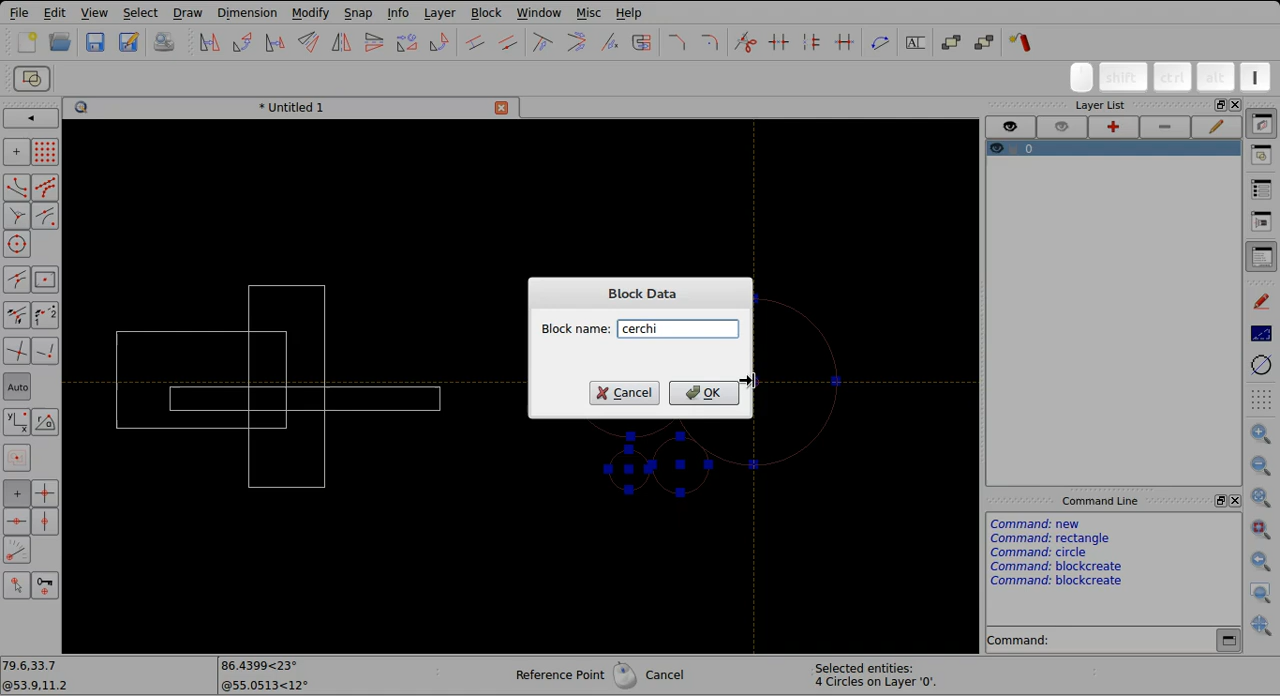 File Edit View Select Draw Dimension Modify Snap Info Layer Block Window Misc Help
shift ctrl alt
* Untitled 1
Layer List
0
Block Data
Block name: cerchi
Cancel OK
Auto
Command Line
Command: new
Command: rectangle
Command: circle
Command: blockcreate
Command: blockcreate
Command:
79.6,33.7
@53.9,11.2
86.4399<23°
@55.0513<12°
Reference Point Cancel
Selected entities:
4 Circles on Layer '0'.